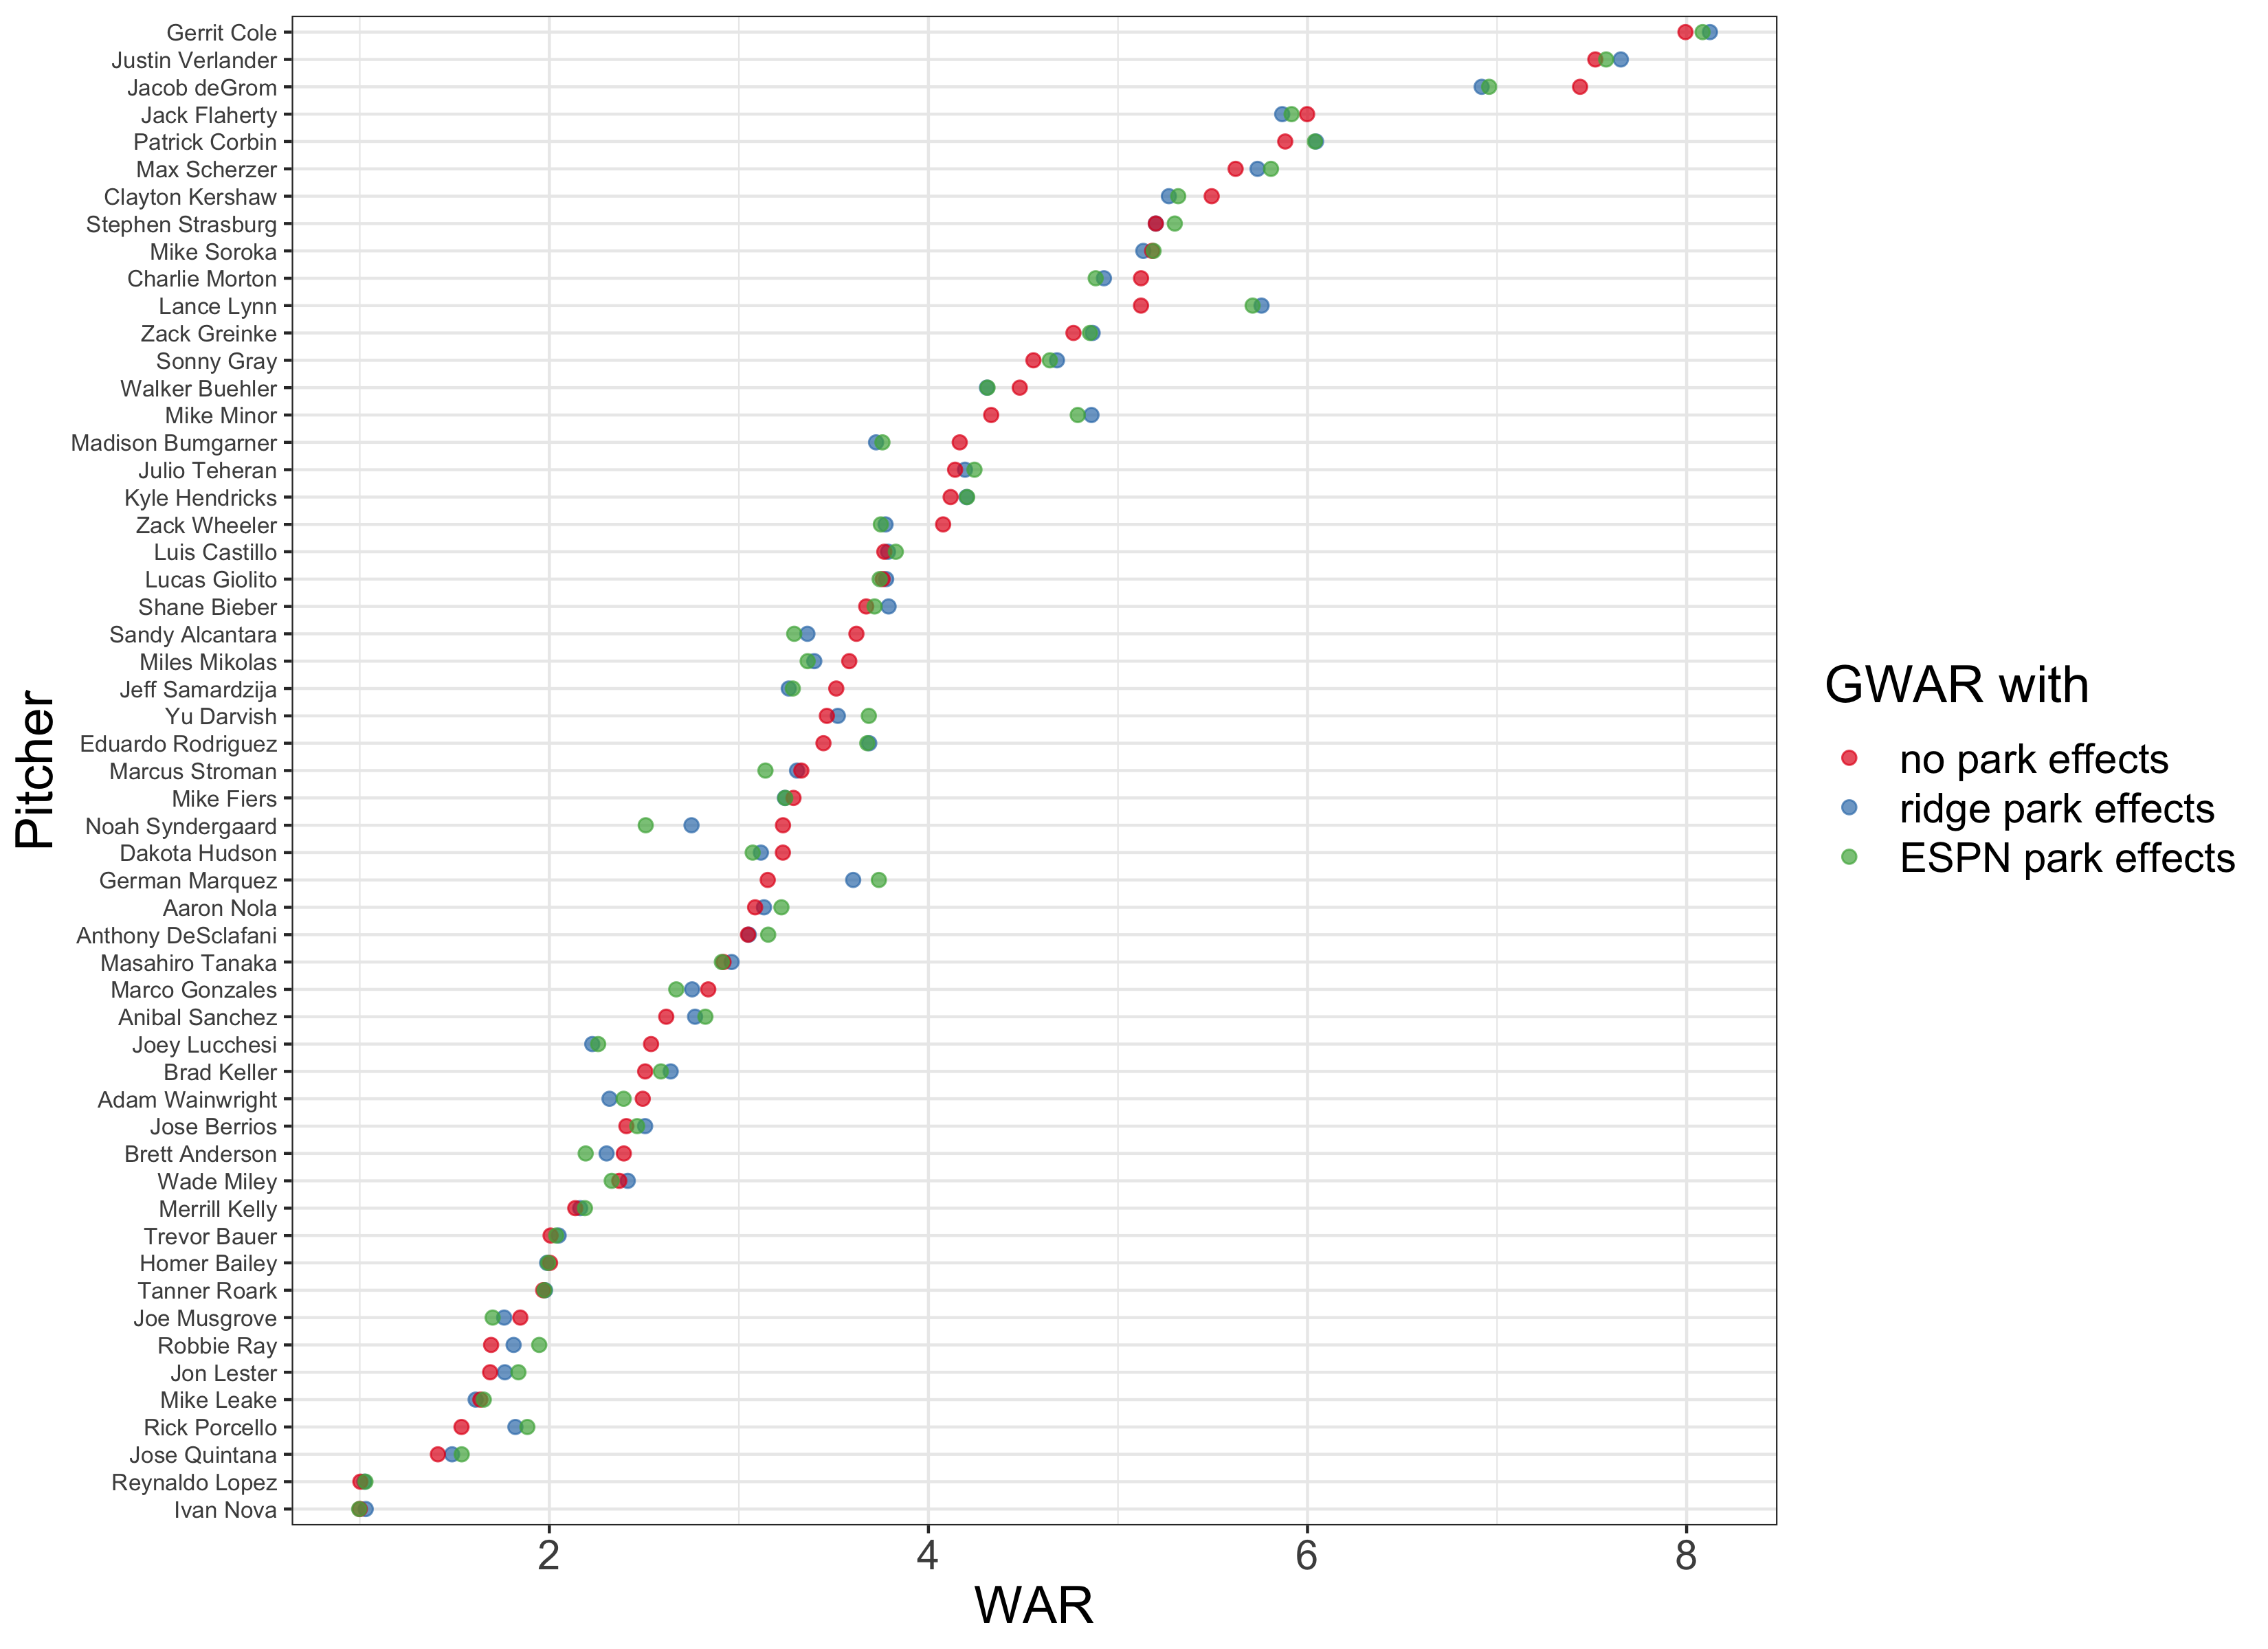 Gerrit Cole
Justin Verlander
Jacob deGrom
Jack Flaherty
Patrick Corbin
Max Scherzer
Clayton Kershaw
Stephen Strasburg
Mike Soroka
Charlie Morton
Lance Lynn
Zack Greinke
Sonny Gray
Walker Buehler
Mike Minor
Madison Bumgarner
Julio Teheran
Kyle Hendricks
Zack Wheeler
Luis Castillo
Lucas Giolito
Shane Bieber
Sandy Alcantara
Miles Mikolas
Jeff Samardzija
Yu Darvish
Eduardo Rodriguez
Marcus Stroman
Mike Fiers
Noah Syndergaard
Dakota Hudson
German Marquez
Aaron Nola
Anthony DeSclafani
Masahiro Tanaka
Marco Gonzales
Anibal Sanchez
Joey Lucchesi
Brad Keller
Adam Wainwright
Jose Berrios
Brett Anderson
Wade Miley
Merrill Kelly
Trevor Bauer
Homer Bailey
Tanner Roark
Joe Musgrove
Robbie Ray
Jon Lester
Mike Leake
Rick Porcello
Jose Quintana
Reynaldo Lopez
Ivan Nova
Pitcher
2 4 6 8
WAR
GWAR with
no park effects
ridge park effects
ESPN park effects